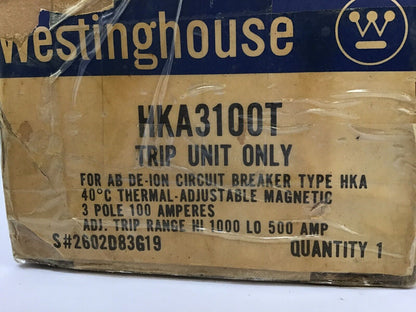 Westinghouse
HKA3100T
TRIP UNIT ONLY
FOR AB DE-ION CIRCUIT BREAKER TYPE HKA
40°C THERMAL-ADJUSTABLE MAGNETIC
3 POLE 100 AMPERES
ADJ. TRIP RANGE HI 1000 LO 500 AMP
S#2602D83G19 QUANTITY 1